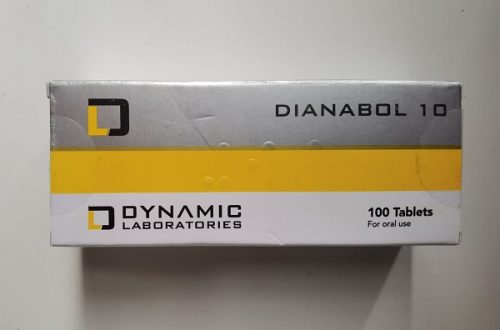 DIANABOL 10
DYNAMIC
LABORATORIES
100 Tablets
For oral use